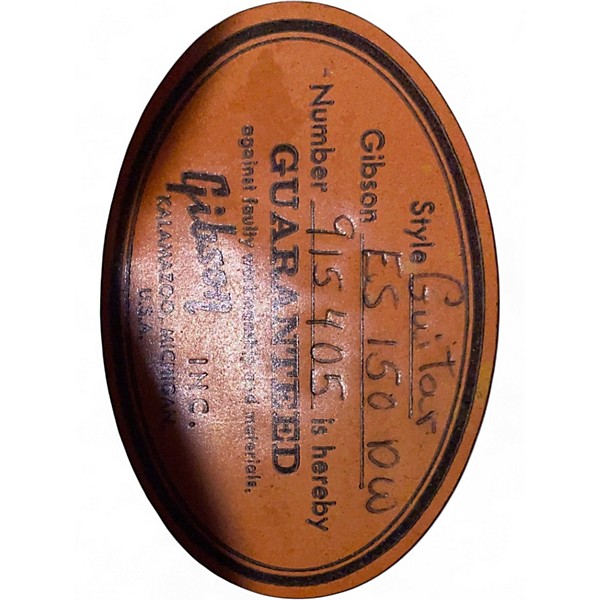 Style Guitar
Gibson ES 150 DW
Number 915405 is hereby
GUARANTEED
against faulty workmanship and materials.
Gibson INC.
KALAMAZOO, MICHIGAN
U.S.A.